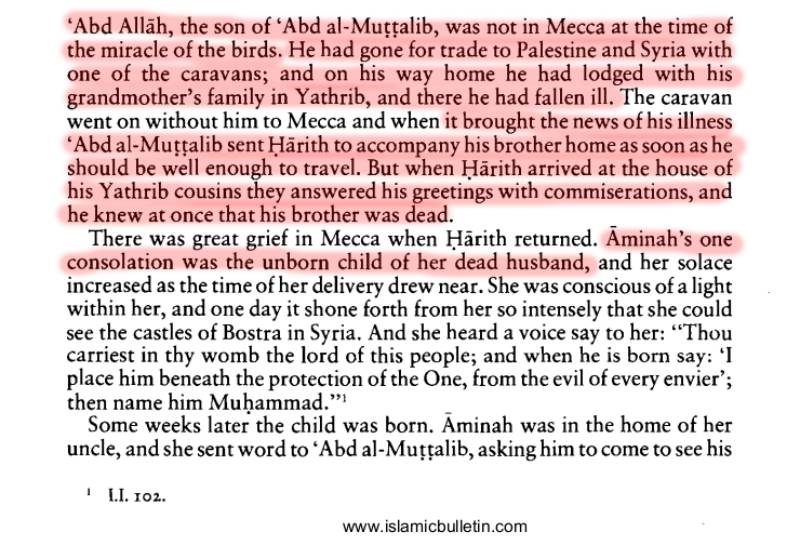 ‘Abd Allāh, the son of ‘Abd al-Muṭṭalib, was not in Mecca at the time of
the miracle of the birds. He had gone for trade to Palestine and Syria with
one of the caravans; and on his way home he had lodged with his
grandmother’s family in Yathrib, and there he had fallen ill. The caravan
went on without him to Mecca and when it brought the news of his illness
‘Abd al-Muṭṭalib sent Ḥārith to accompany his brother home as soon as he
should be well enough to travel. But when Ḥārith arrived at the house of
his Yathrib cousins they answered his greetings with commiserations, and
he knew at once that his brother was dead.
There was great grief in Mecca when Ḥārith returned. Āminah’s one
consolation was the unborn child of her dead husband, and her solace
increased as the time of her delivery drew near. She was conscious of a light
within her, and one day it shone forth from her so intensely that she could
see the castles of Bostra in Syria. And she heard a voice say to her: “Thou
carriest in thy womb the lord of this people; and when he is born say: ‘I
place him beneath the protection of the One, from the evil of every envier’;
then name him Muḥammad.”¹
Some weeks later the child was born. Āminah was in the home of her
uncle, and she sent word to ‘Abd al-Muṭṭalib, asking him to come to see his
¹ I.I. 102.
www.islamicbulletin.com